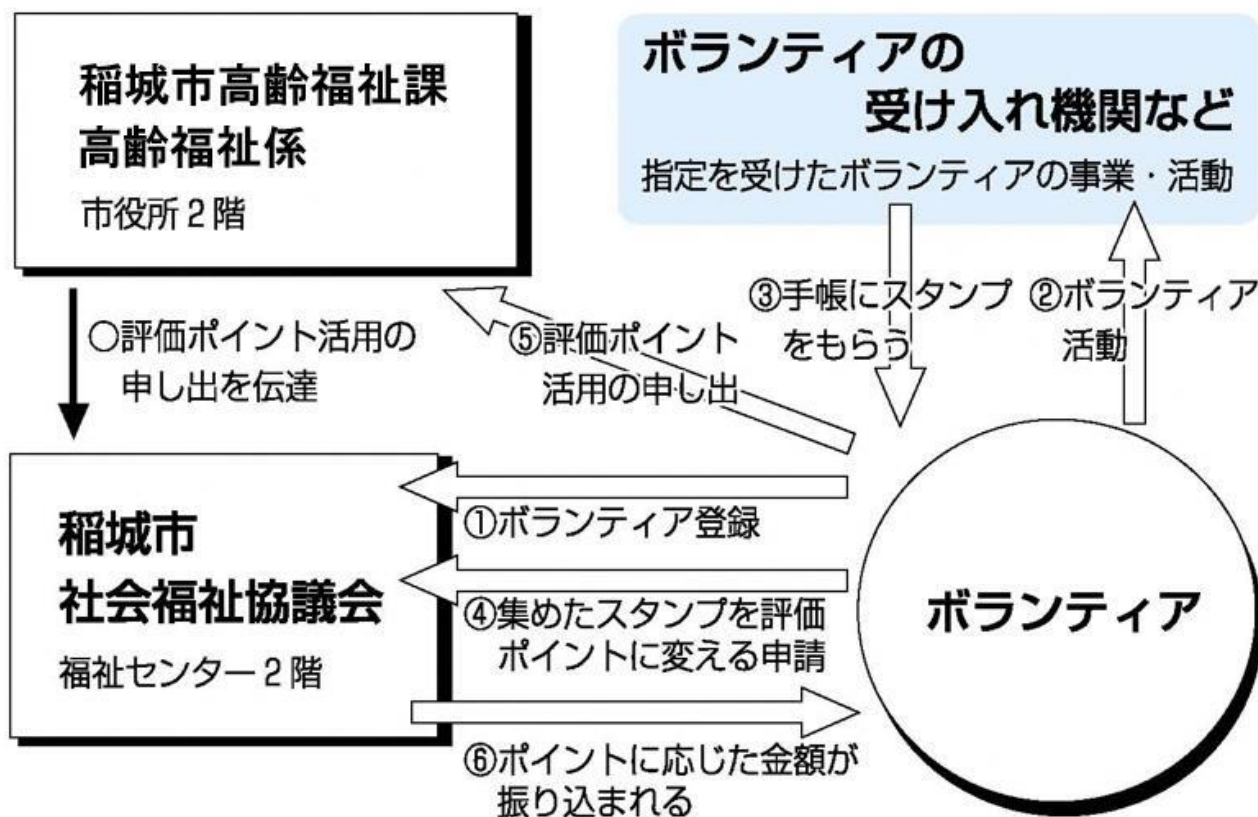 稲城市高齢福祉課
高齢福祉係
市役所2階
ボランティアの
受け入れ機関など
指定を受けたボランティアの事業・活動
○評価ポイント活用の
申し出を伝達
⑤評価ポイント
活用の申し出
③手帳にスタンプ
をもらう
②ボランティア
活動
稲城市
社会福祉協議会
福祉センター2階
①ボランティア登録
④集めたスタンプを評価
ポイントに変える申請
⑥ポイントに応じた金額が
振り込まれる
ボランティア